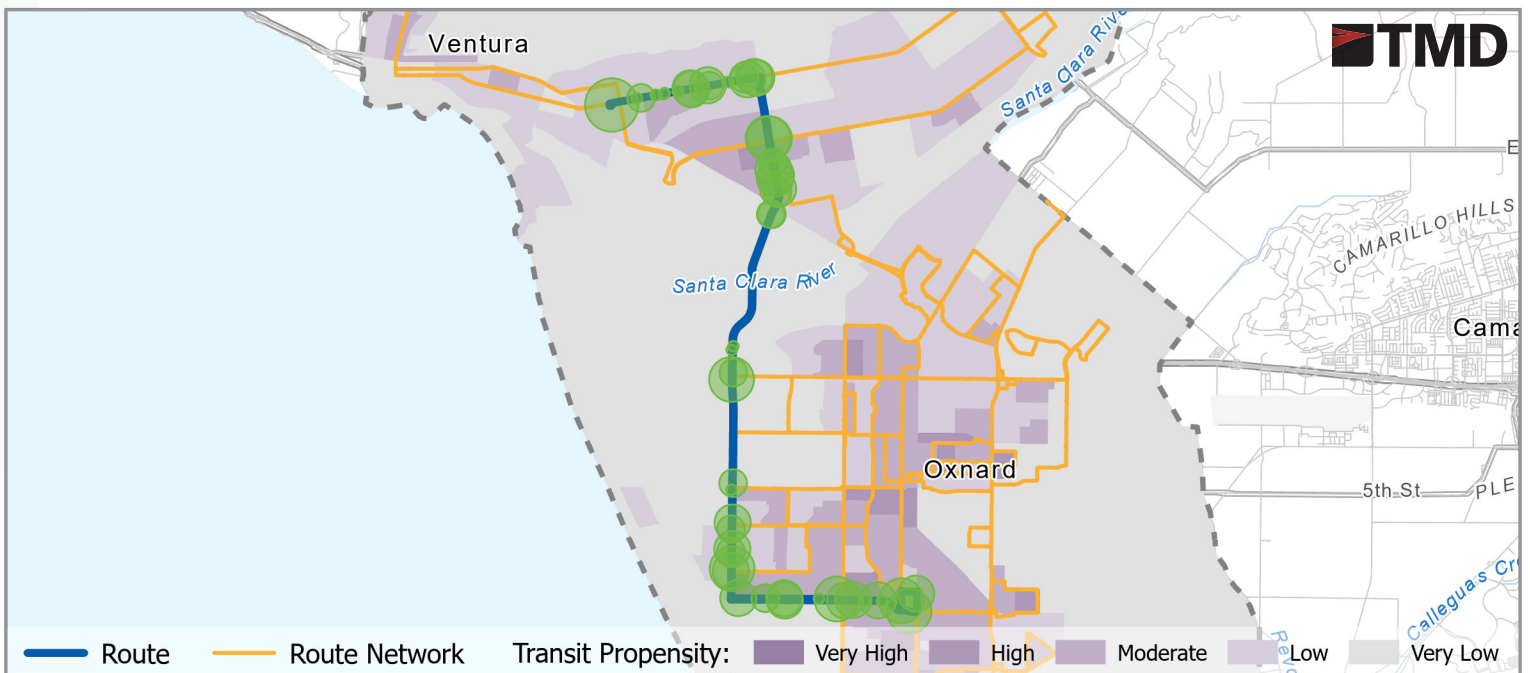 Ventura
TMD
Santa Clara River
E
CAMARILLO HILLS
Santa Clara River
Cama
Oxnard
5th St
PLE
Calleguas Cr
Revo
Route
Route Network
Transit Propensity:
Very High
High
Moderate
Low
Very Low